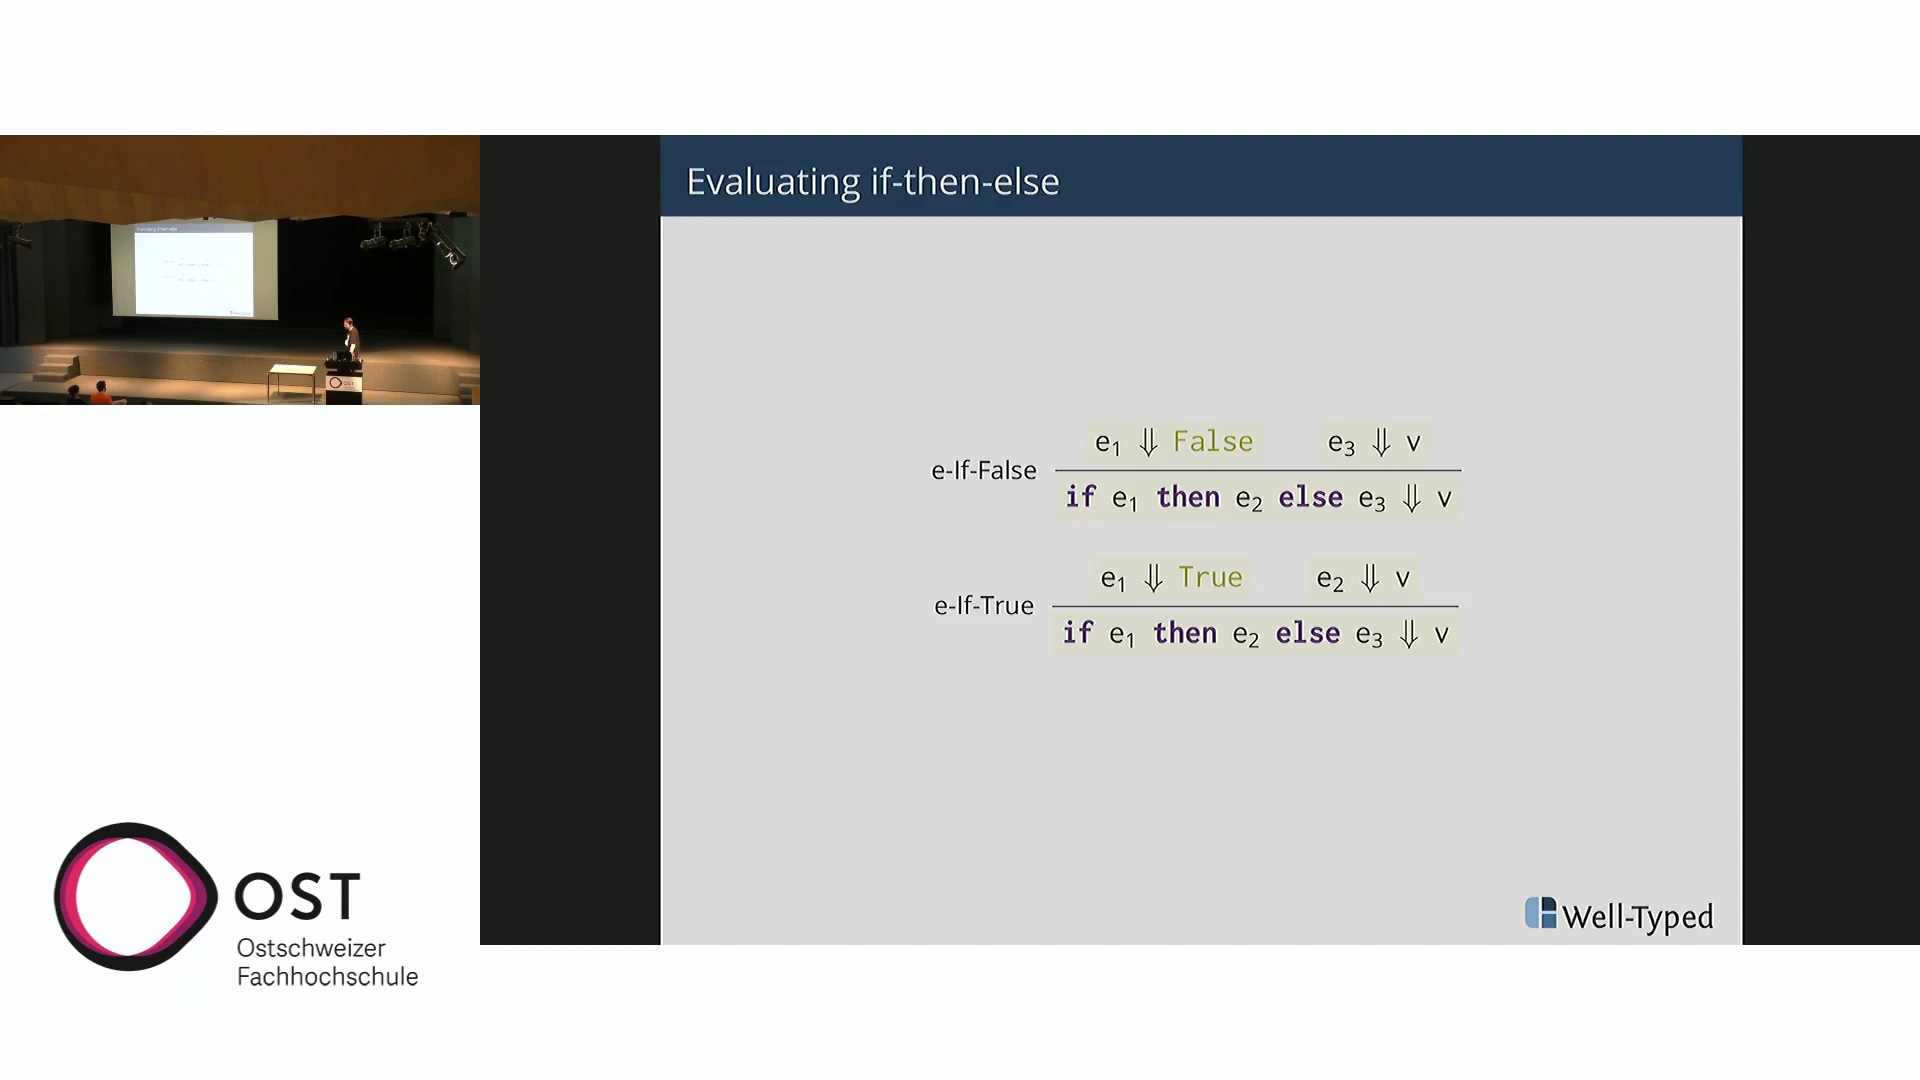 Evaluating if-then-else
e-If-False
e₁ ⇓ False e₃ ⇓ v
if e₁ then e₂ else e₃ ⇓ v
e-If-True
e₁ ⇓ True e₂ ⇓ v
if e₁ then e₂ else e₃ ⇓ v
Well-Typed
OST
OST
Ostschweizer
Fachhochschule